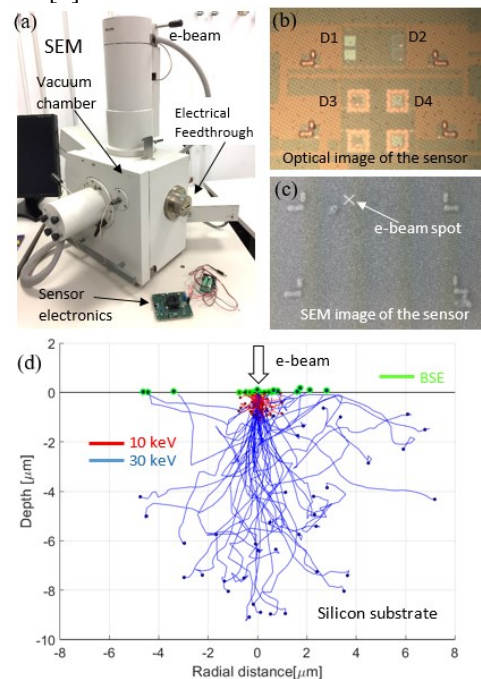 (a)
SEM
e-beam
Vacuum
chamber
Electrical
Feedthrough
Sensor
electronics
(b)
D1
D2
D3
D4
Optical image of the sensor
(c)
e-beam spot
SEM image of the sensor
(d)
e-beam
BSE
10 keV
30 keV
Silicon substrate
Depth [μm]
2
0
-2
-4
-6
-8
-10
-8
-6
-4
-2
0
2
4
6
8
Radial distance[μm]